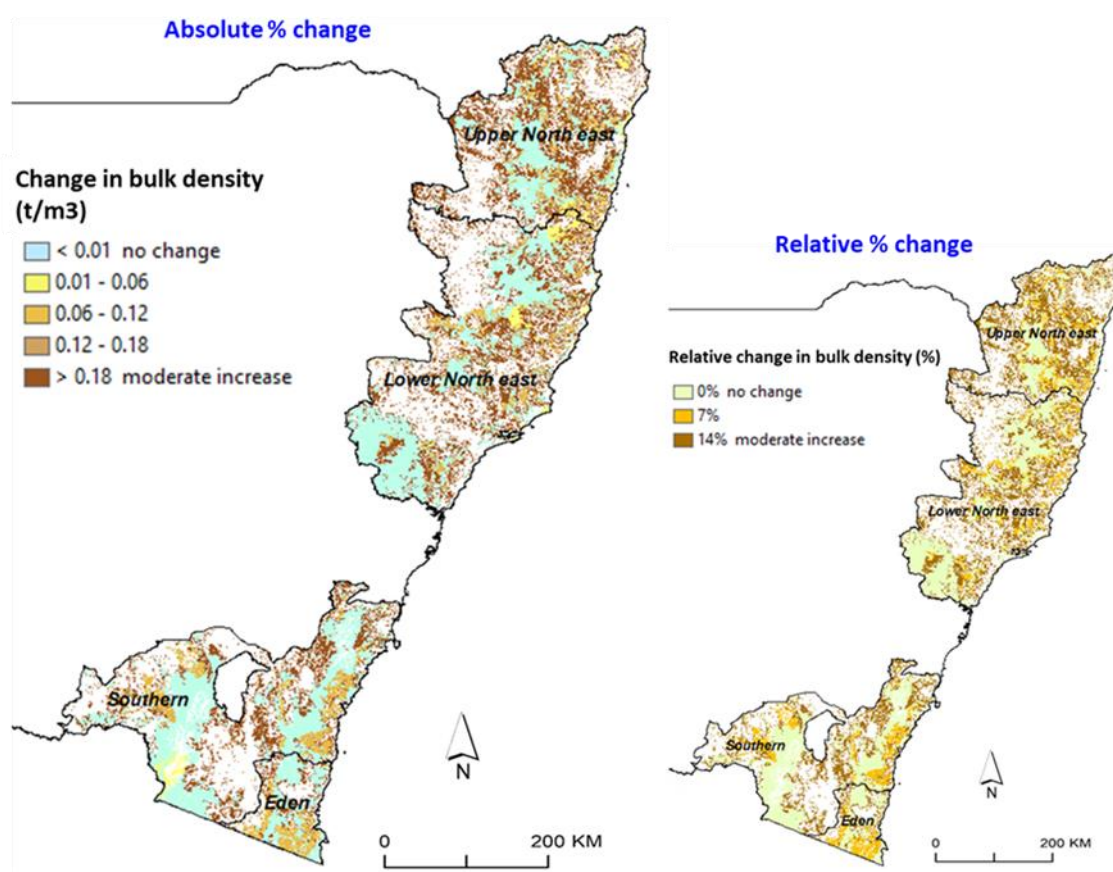 Absolute % change
Change in bulk density
(t/m3)
< 0.01 no change
0.01 - 0.06
0.06 - 0.12
0.12 - 0.18
> 0.18 moderate increase
Upper North east
Lower North east
Southern
Eden
N
0 200 KM
Relative % change
Relative change in bulk density (%)
0% no change
7%
14% moderate increase
Upper North east
Lower North east
Southern
Eden
N
0 200 KM